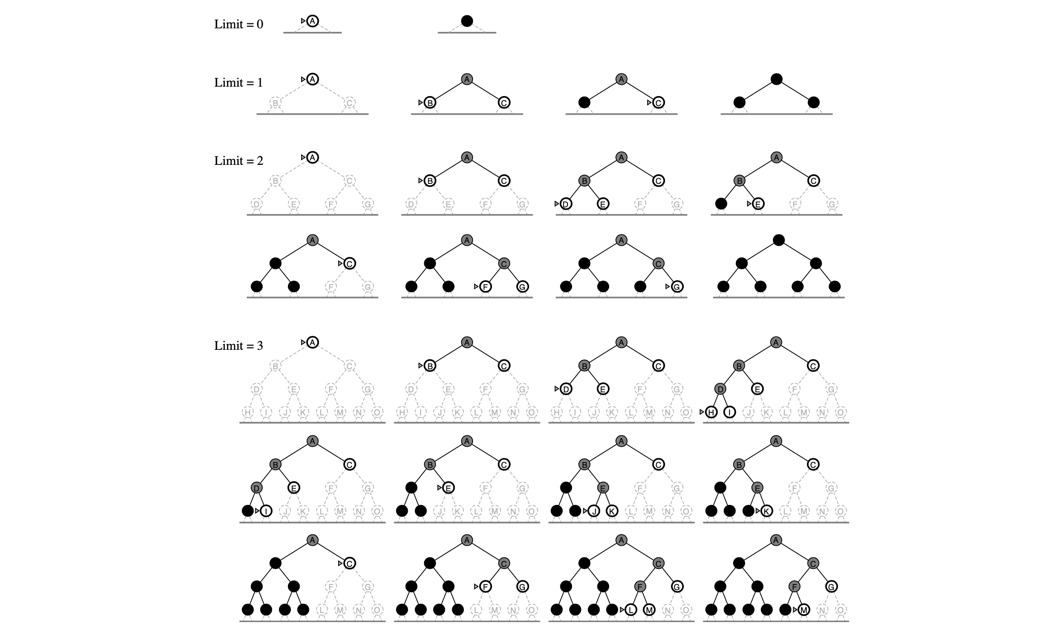 Limit = 0 A
Limit = 1 A A A
B C B C C
Limit = 2 A A A A
B C B C B C B C
D E F G D E F G D E F G E F G
A A A
C C C
F G F G G
Limit = 3 A A A A
B C B C B C B C
D E F G D E F G D E F G D E F G
H I J K L M N O H I J K L M N O H I J K L M N O H I J K L M N O
A A A A
B C B C B C B C
D E F G E F G E F G E F G
I J K L M N O J K L M N O J K L M N O K L M N O
A A A A
C C C C
F G F G F G F G
L M N O L M N O L M N O M N O